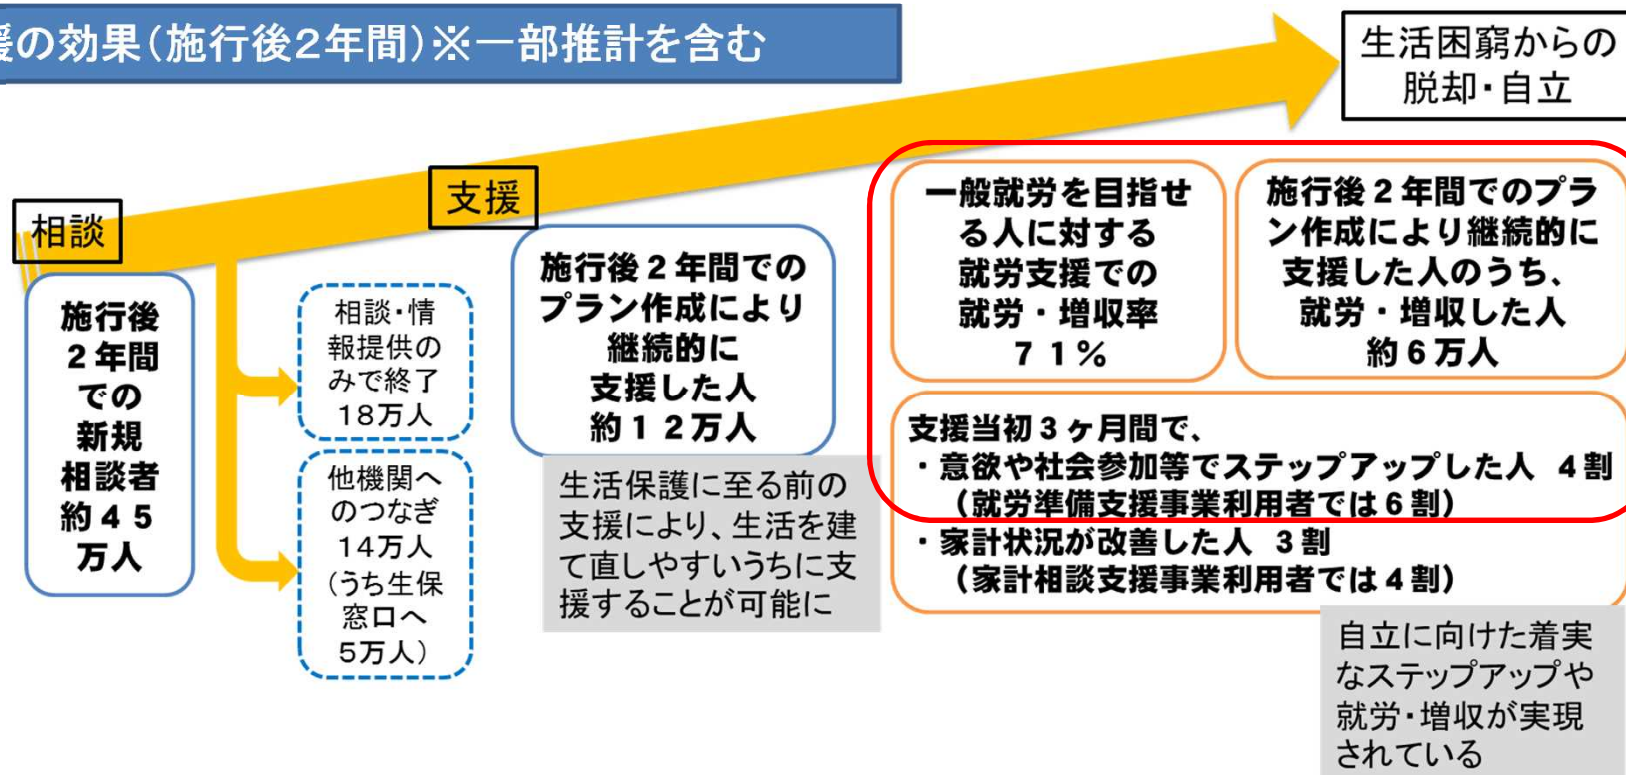 援の効果(施行後2年間)※一部推計を含む
生活困窮からの
脱却・自立
相談
支援
施行後
2年間
での
新規
相談者
約45
万人
相談・情
報提供の
みで終了
18万人
他機関へ
のつなぎ
14万人
(うち生保
窓口へ
5万人)
施行後2年間での
プラン作成により
継続的に
支援した人
約12万人
生活保護に至る前の
支援により、生活を建
て直しやすいうちに支
援することが可能に
一般就労を目指せ
る人に対する
就労支援での
就労・増収率
71%
施行後2年間でのプラ
ン作成により継続的に
支援した人のうち、
就労・増収した人
約6万人
支援当初3ヶ月間で、
・意欲や社会参加等でステップアップした人 4割
(就労準備支援事業利用者では6割)
・家計状況が改善した人 3割
(家計相談支援事業利用者では4割)
自立に向けた着実
なステップアップや
就労・増収が実現
されている